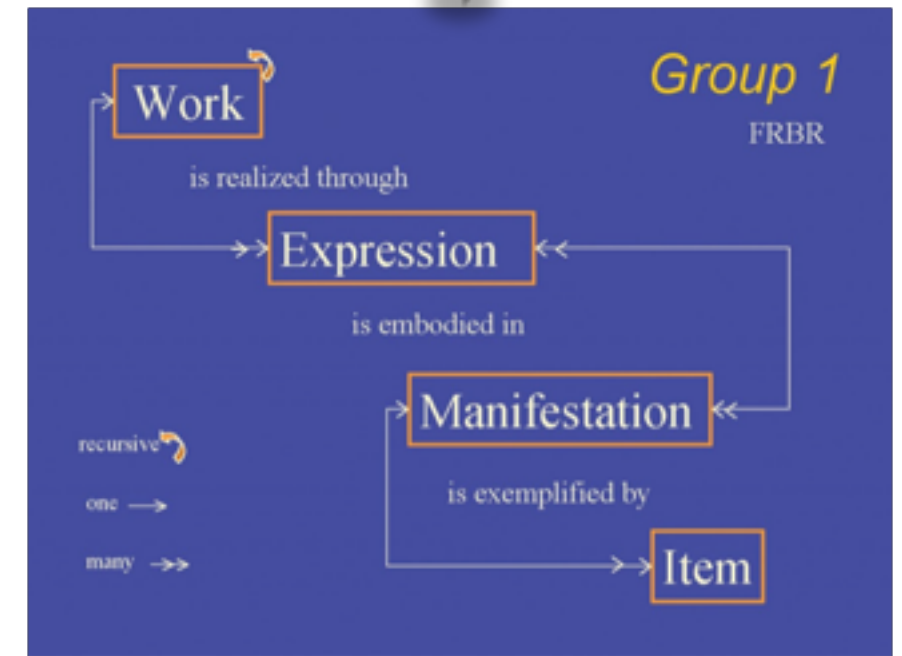 Group 1
Work
FRBR
is realized through
Expression
is embodied in
Manifestation
recursive
is exemplified by
one
many
Item